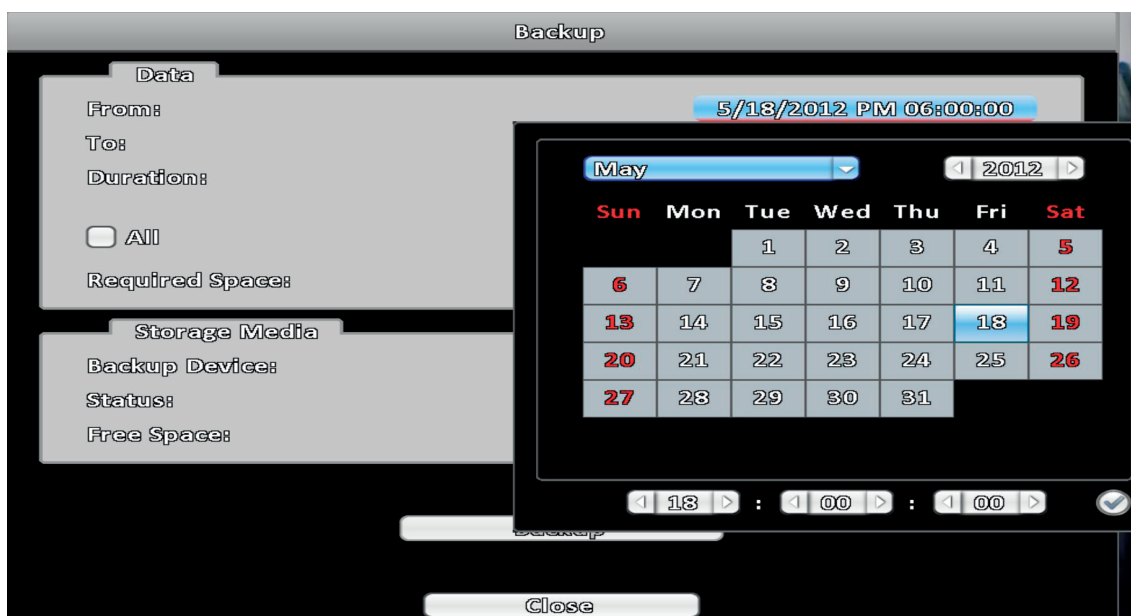 Backup
Data
From: 5/18/2012 PM 06:00:00
To:
Duration:
All
Required Space:
Storage Media
Backup Device:
Status:
Free Space:
May 2012
Sun Mon Tue Wed Thu Fri Sat
1 2 3 4 5
6 7 8 9 10 11 12
13 14 15 16 17 18 19
20 21 22 23 24 25 26
27 28 29 30 31
18 : 00 : 00
Backup
Close